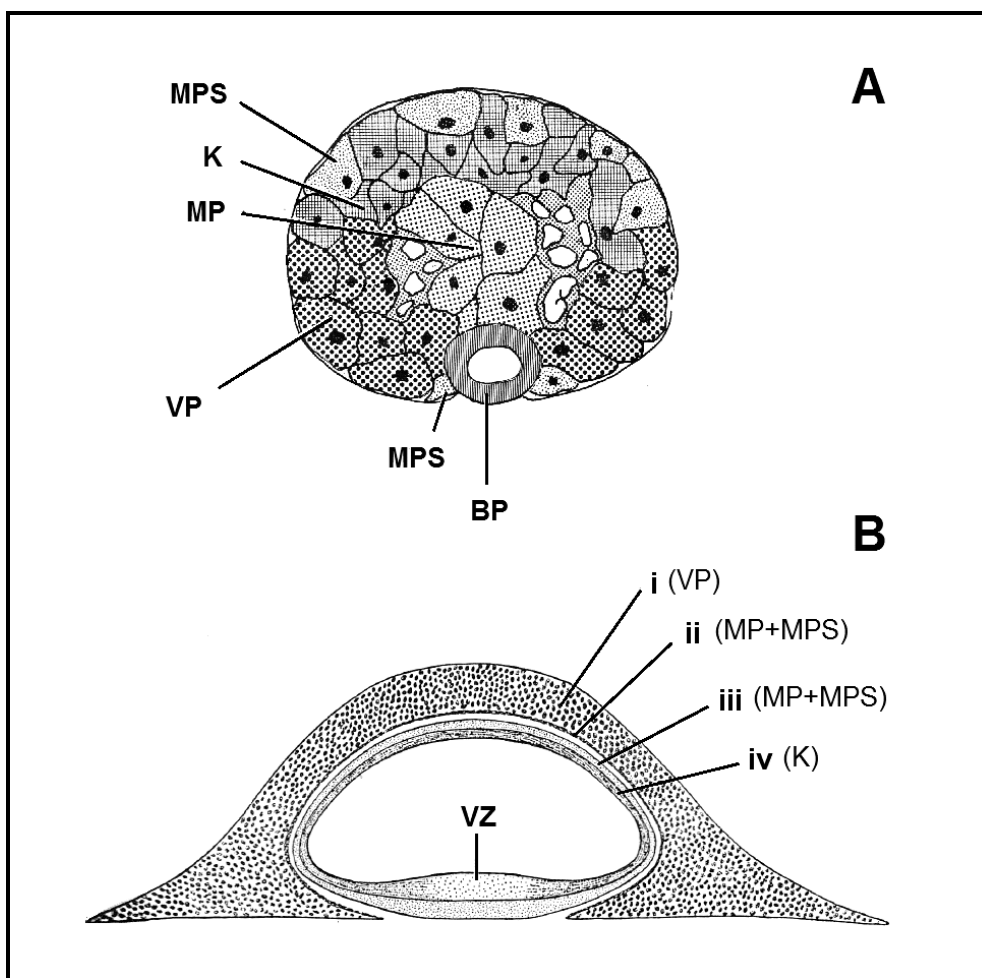 A
MPS
K
MP
VP
MPS
BP
B
i (VP)
ii (MP+MPS)
iii (MP+MPS)
iv (K)
VZ